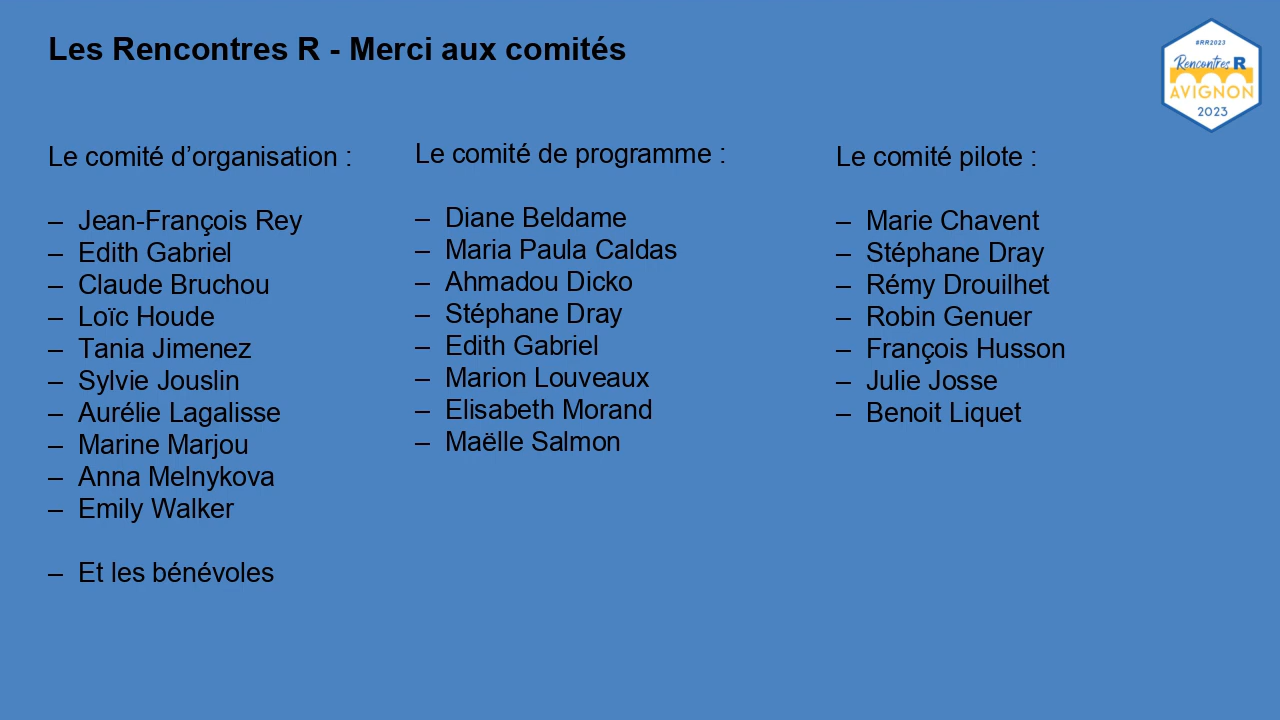 Les Rencontres R - Merci aux comités
#RR2023
Rencontres R
AVIGNON
2023
Le comité d’organisation :
– Jean-François Rey
– Edith Gabriel
– Claude Bruchou
– Loïc Houde
– Tania Jimenez
– Sylvie Jouslin
– Aurélie Lagalisse
– Marine Marjou
– Anna Melnykova
– Emily Walker
– Et les bénévoles
Le comité de programme :
– Diane Beldame
– Maria Paula Caldas
– Ahmadou Dicko
– Stéphane Dray
– Edith Gabriel
– Marion Louveaux
– Elisabeth Morand
– Maëlle Salmon
Le comité pilote :
– Marie Chavent
– Stéphane Dray
– Rémy Drouilhet
– Robin Genuer
– François Husson
– Julie Josse
– Benoit Liquet